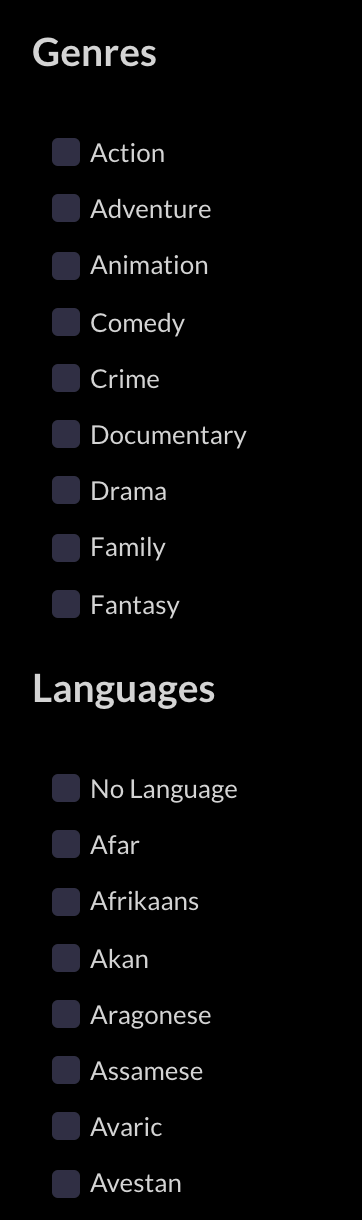 Genres
Action
Adventure
Animation
Comedy
Crime
Documentary
Drama
Family
Fantasy
Languages
No Language
Afar
Afrikaans
Akan
Aragonese
Assamese
Avaric
Avestan